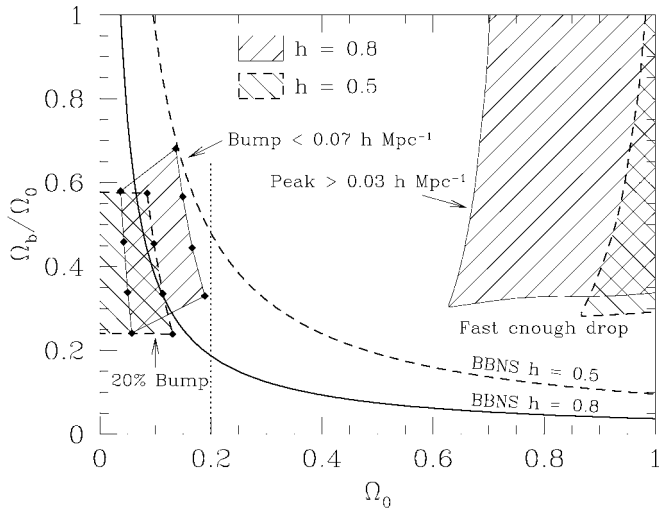 h = 0.8
h = 0.5
Bump < 0.07 h Mpc⁻¹
Peak > 0.03 h Mpc⁻¹
Fast cnough drop
20% Bump
BBNS h = 0.5
BBNS h = 0.8
Ω_b/Ω_0
1
0.8
0.6
0.4
0.2
0
0
0.2
0.4
0.6
0.8
1
Ω_0